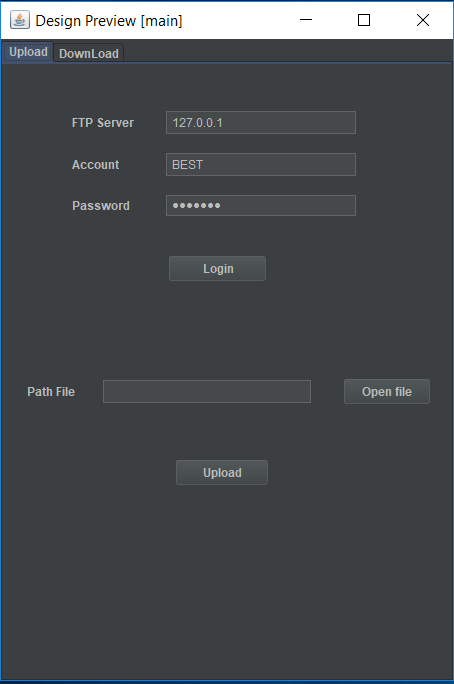 Design Preview [main]
Upload DownLoad
FTP Server 127.0.0.1
Account BEST
Password •••••••
Login
Path File Open file
Upload